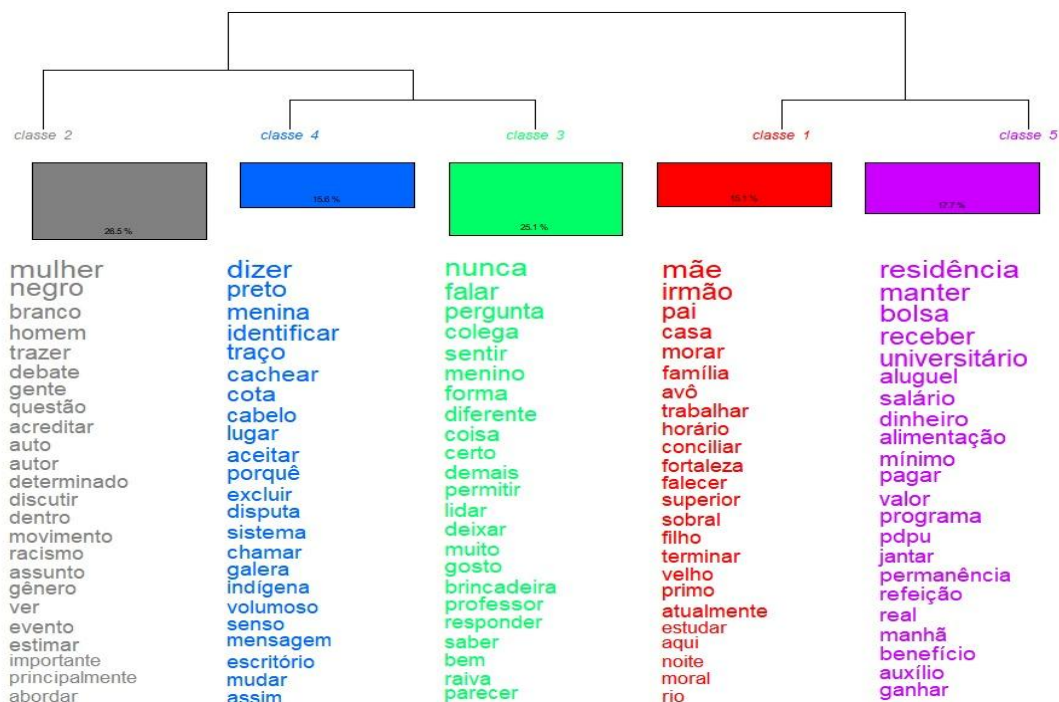 classe 2
classe 4
classe 3
classe 1
classe 5
26.5 %
15.6 %
25.1 %
15.1 %
17.7 %
mulher
negro
branco
homem
trazer
debate
gente
questão
acreditar
auto
autor
determinado
discutir
dentro
movimento
racismo
assunto
gênero
ver
evento
estimar
importante
principalmente
abordar
dizer
preto
menina
identificar
traço
cachear
cota
cabelo
lugar
aceitar
porquê
excluir
disputa
sistema
chamar
galera
indígena
volumoso
senso
mensagem
escritório
mudar
assim
nunca
falar
pergunta
colega
sentir
menino
forma
diferente
coisa
certo
demais
permitir
lidar
deixar
muito
gosto
brincadeira
professor
responder
saber
bem
raiva
parecer
mãe
irmão
pai
casa
morar
família
avô
trabalhar
horário
conciliar
fortaleza
falecer
superior
sobral
filho
terminar
velho
primo
atualmente
estudar
aqui
noite
moral
rio
residência
manter
bolsa
receber
universitário
aluguel
salário
dinheiro
alimentação
mínimo
pagar
valor
programa
pdpu
jantar
permanência
refeição
real
manhã
benefício
auxílio
ganhar